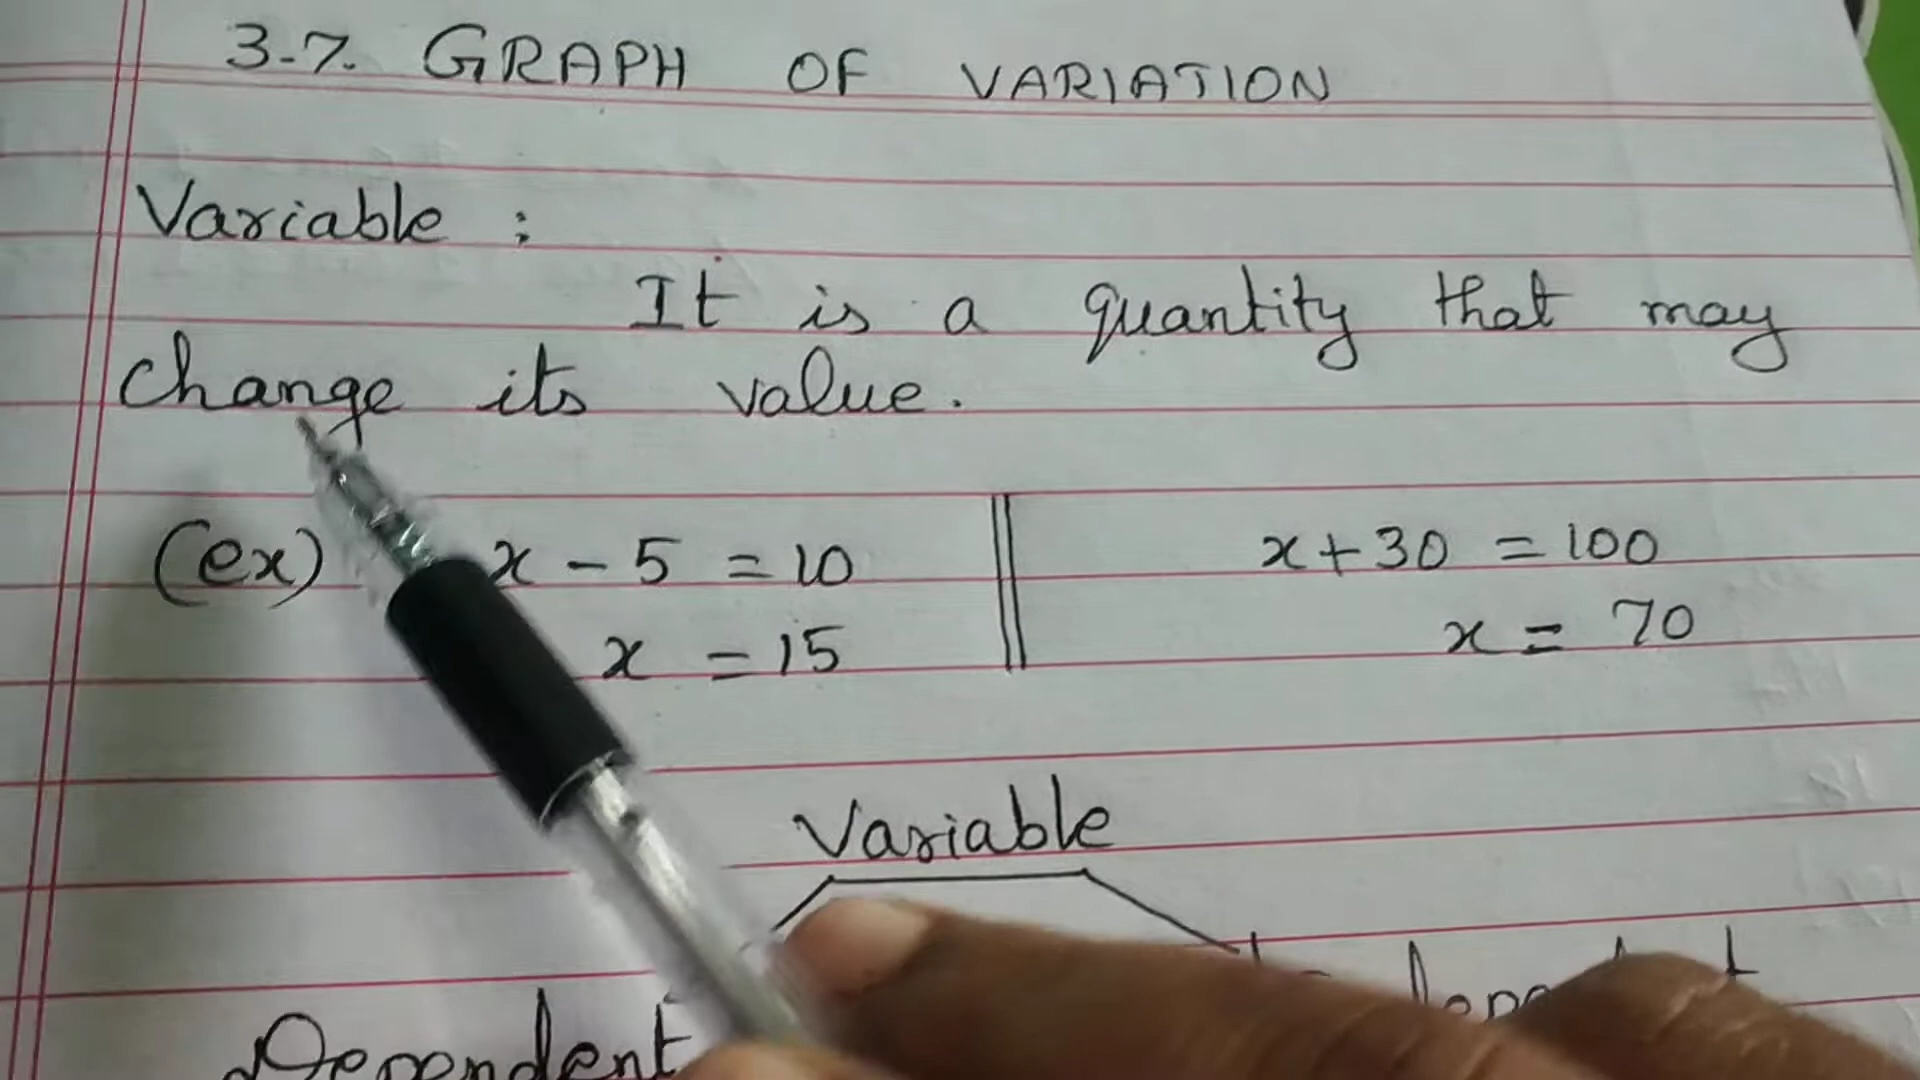 3-7. GRAPH OF VARIATION
Variable :
It is a quantity that may
change its value.
(ex) x - 5 = 10 x + 30 = 100
x = 15 x = 70
Variable
Dependent